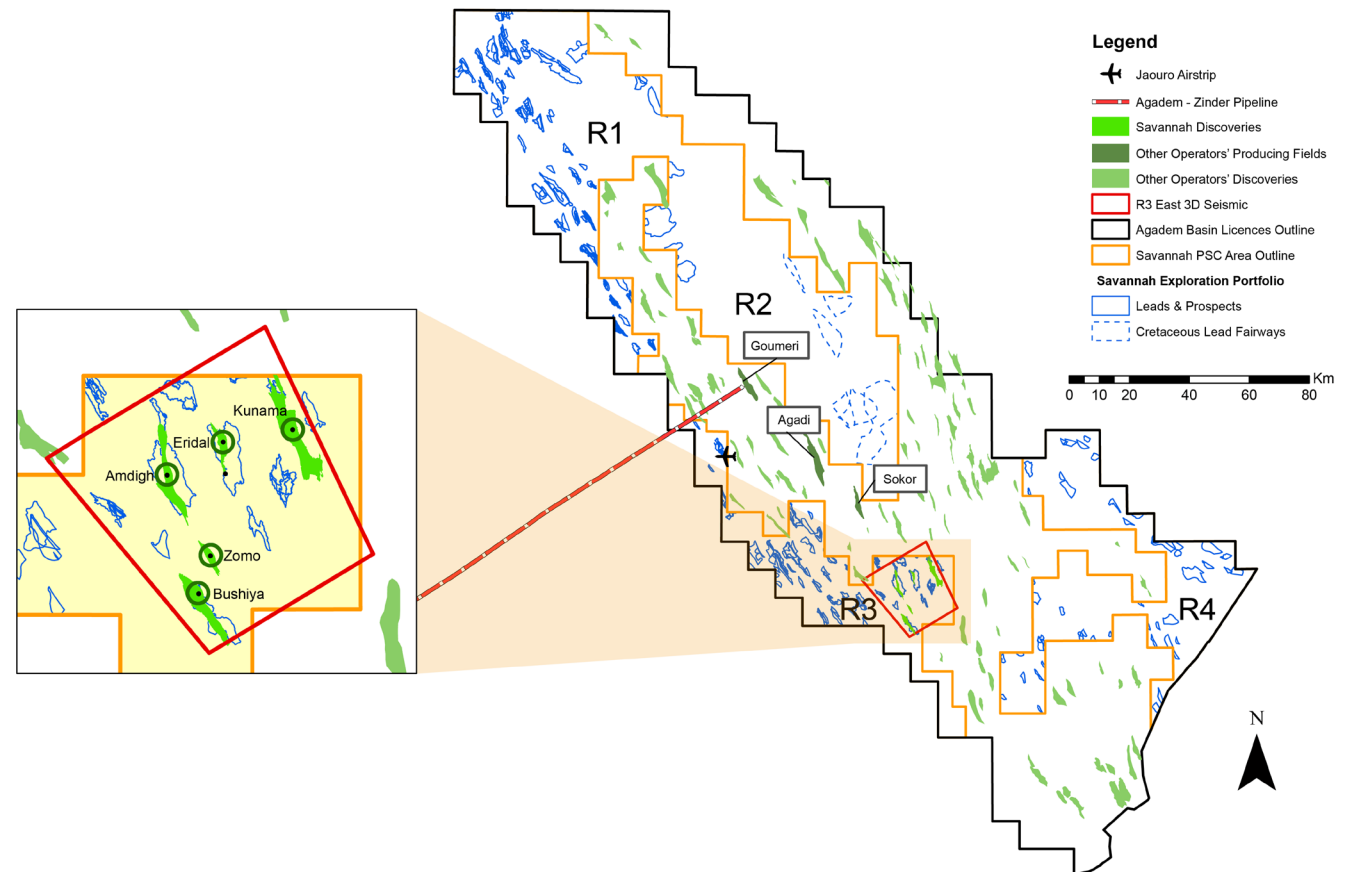 Legend
Jaouro Airstrip
Agadem - Zinder Pipeline
Savannah Discoveries
Other Operators' Producing Fields
Other Operators' Discoveries
R3 East 3D Seismic
Agadem Basin Licences Outline
Savannah PSC Area Outline
Savannah Exploration Portfolio
Leads & Prospects
Cretaceous Lead Fairways
Km
0 10 20 40 60 80
R1
R2
Goumeri
Agadi
Sokor
R3
R4
Kunama
Eridal
Amdigh
Zomo
Bushiya
N